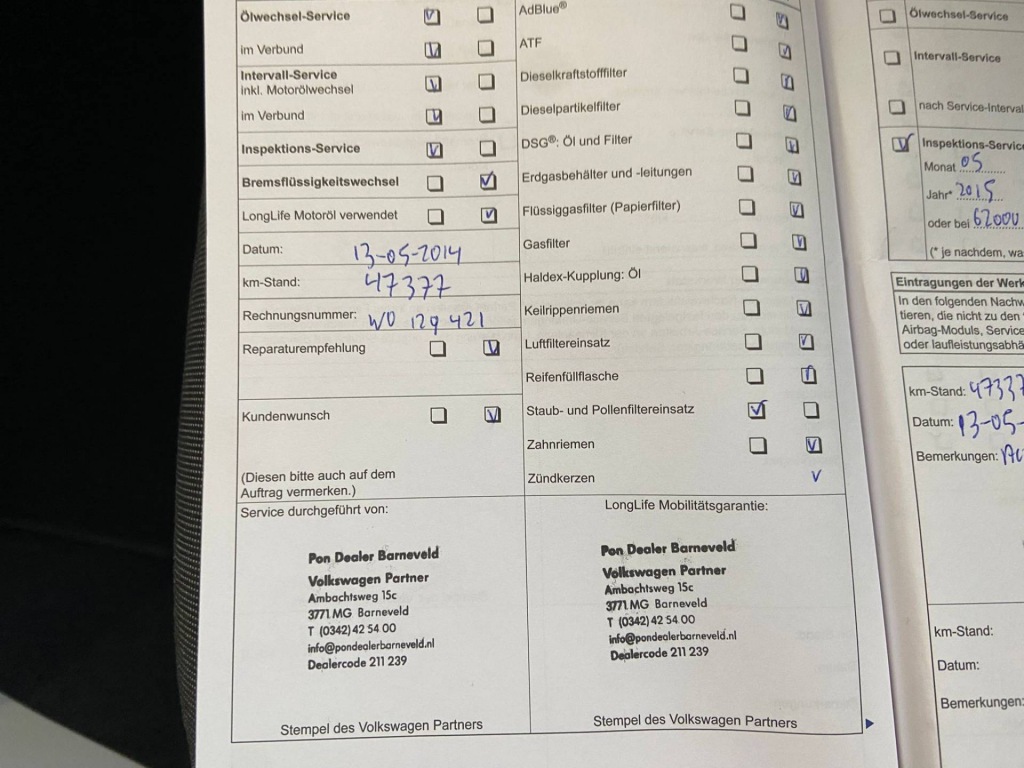 Ölwechsel-Service
im Verbund
Intervall-Service
inkl. Motorölwechsel
im Verbund
Inspektions-Service
Bremsflüssigkeitswechsel
LongLife Motoröl verwendet
Datum: 13-05-2014
km-Stand: 47377
Rechnungsnummer: WO 129 421
Reparaturempfehlung
Kundenwunsch
(Diesen bitte auch auf dem
Auftrag vermerken.)
AdBlue®
ATF
Dieselkraftstofffilter
Dieselpartikelfilter
DSG®: Öl und Filter
Erdgasbehälter und -leitungen
Flüssiggasfilter (Papierfilter)
Gasfilter
Haldex-Kupplung: Öl
Keilrippenriemen
Luftfiltereinsatz
Reifenfüllflasche
Staub- und Pollenfiltereinsatz
Zahnriemen
Zündkerzen
Service durchgeführt von:
Pon Dealer Barneveld
Volkswagen Partner
Ambachtsweg 15c
3771 MG Barneveld
T (0342) 42 54 00
info@pondealerbarneveld.nl
Dealercode 211 239
Stempel des Volkswagen Partners
LongLife Mobilitätsgarantie:
Pon Dealer Barneveld
Volkswagen Partner
Ambachtsweg 15c
3771 MG Barneveld
T (0342) 42 54 00
info@pondealerbarneveld.nl
Dealercode 211 239
Stempel des Volkswagen Partners
Ölwechsel-Service
Intervall-Service
nach Service-Interval
Inspektions-Service
Monat 05
Jahr* 2015
oder bei 62000
(* je nachdem, wa
Eintragungen der Werk
In den folgenden Nachw
tieren, die nicht zu den
Airbag-Moduls, Service
oder laufleistungsabhä
km-Stand: 47337
Datum: 13-05-
Bemerkungen:
km-Stand:
Datum:
Bemerkungen: